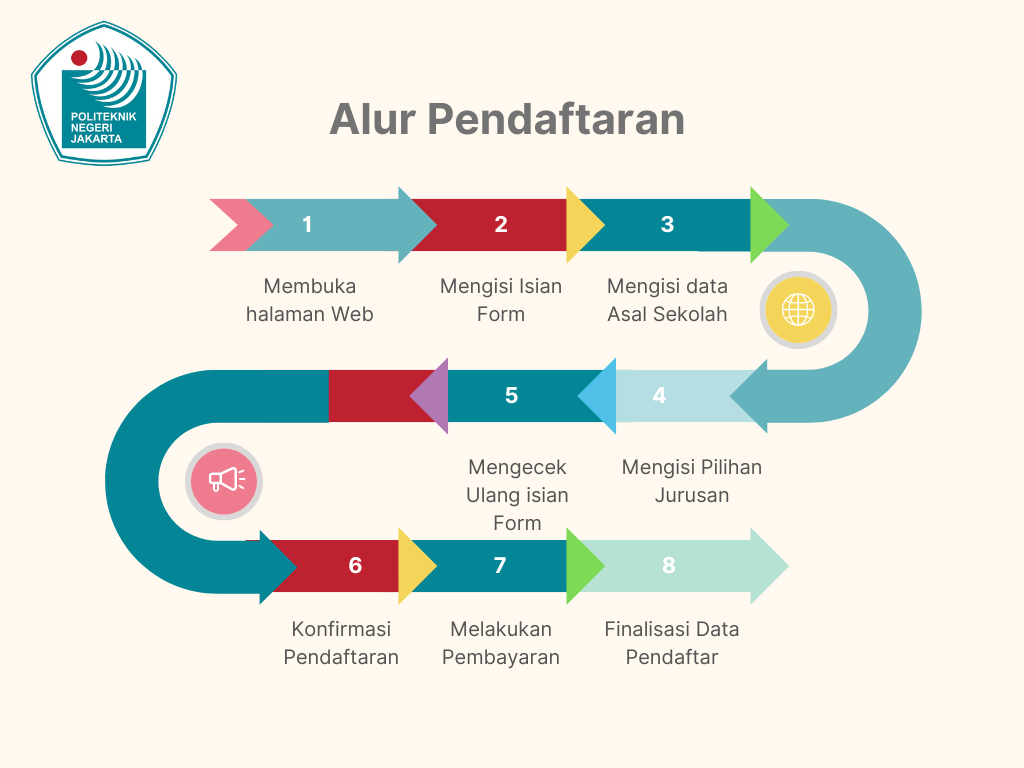 POLITEKNIK
NEGERI
JAKARTA
Alur Pendaftaran
1
2
3
Membuka
halaman Web
Mengisi Isian
Form
Mengisi data
Asal Sekolah
4
5
Mengisi Pilihan
Jurusan
Mengecek
Ulang isian
Form
6
7
8
Konfirmasi
Pendaftaran
Melakukan
Pembayaran
Finalisasi Data
Pendaftar